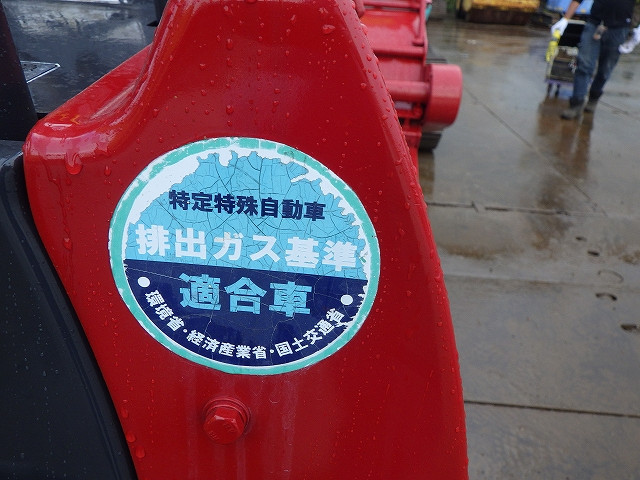 特定特殊自動車
排出ガス基準
適合車
環境省・経済産業省・国土交通省